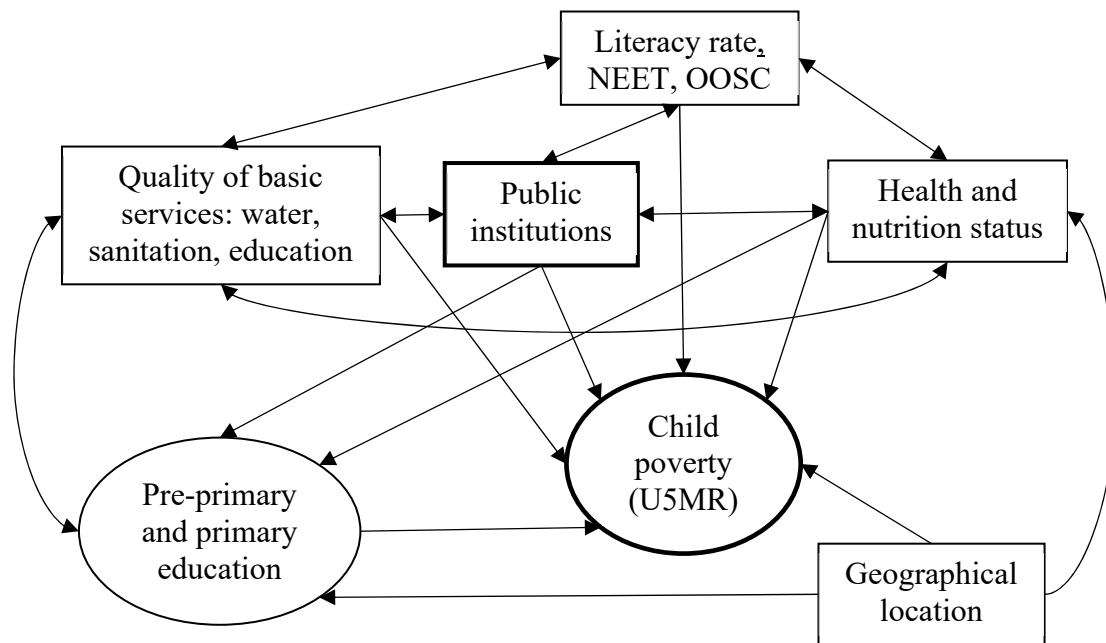 Literacy rate,
NEET, OOSC
Quality of basic
services: water,
sanitation, education
Public
institutions
Health and
nutrition status
Child
poverty
(U5MR)
Pre-primary
and primary
education
Geographical
location